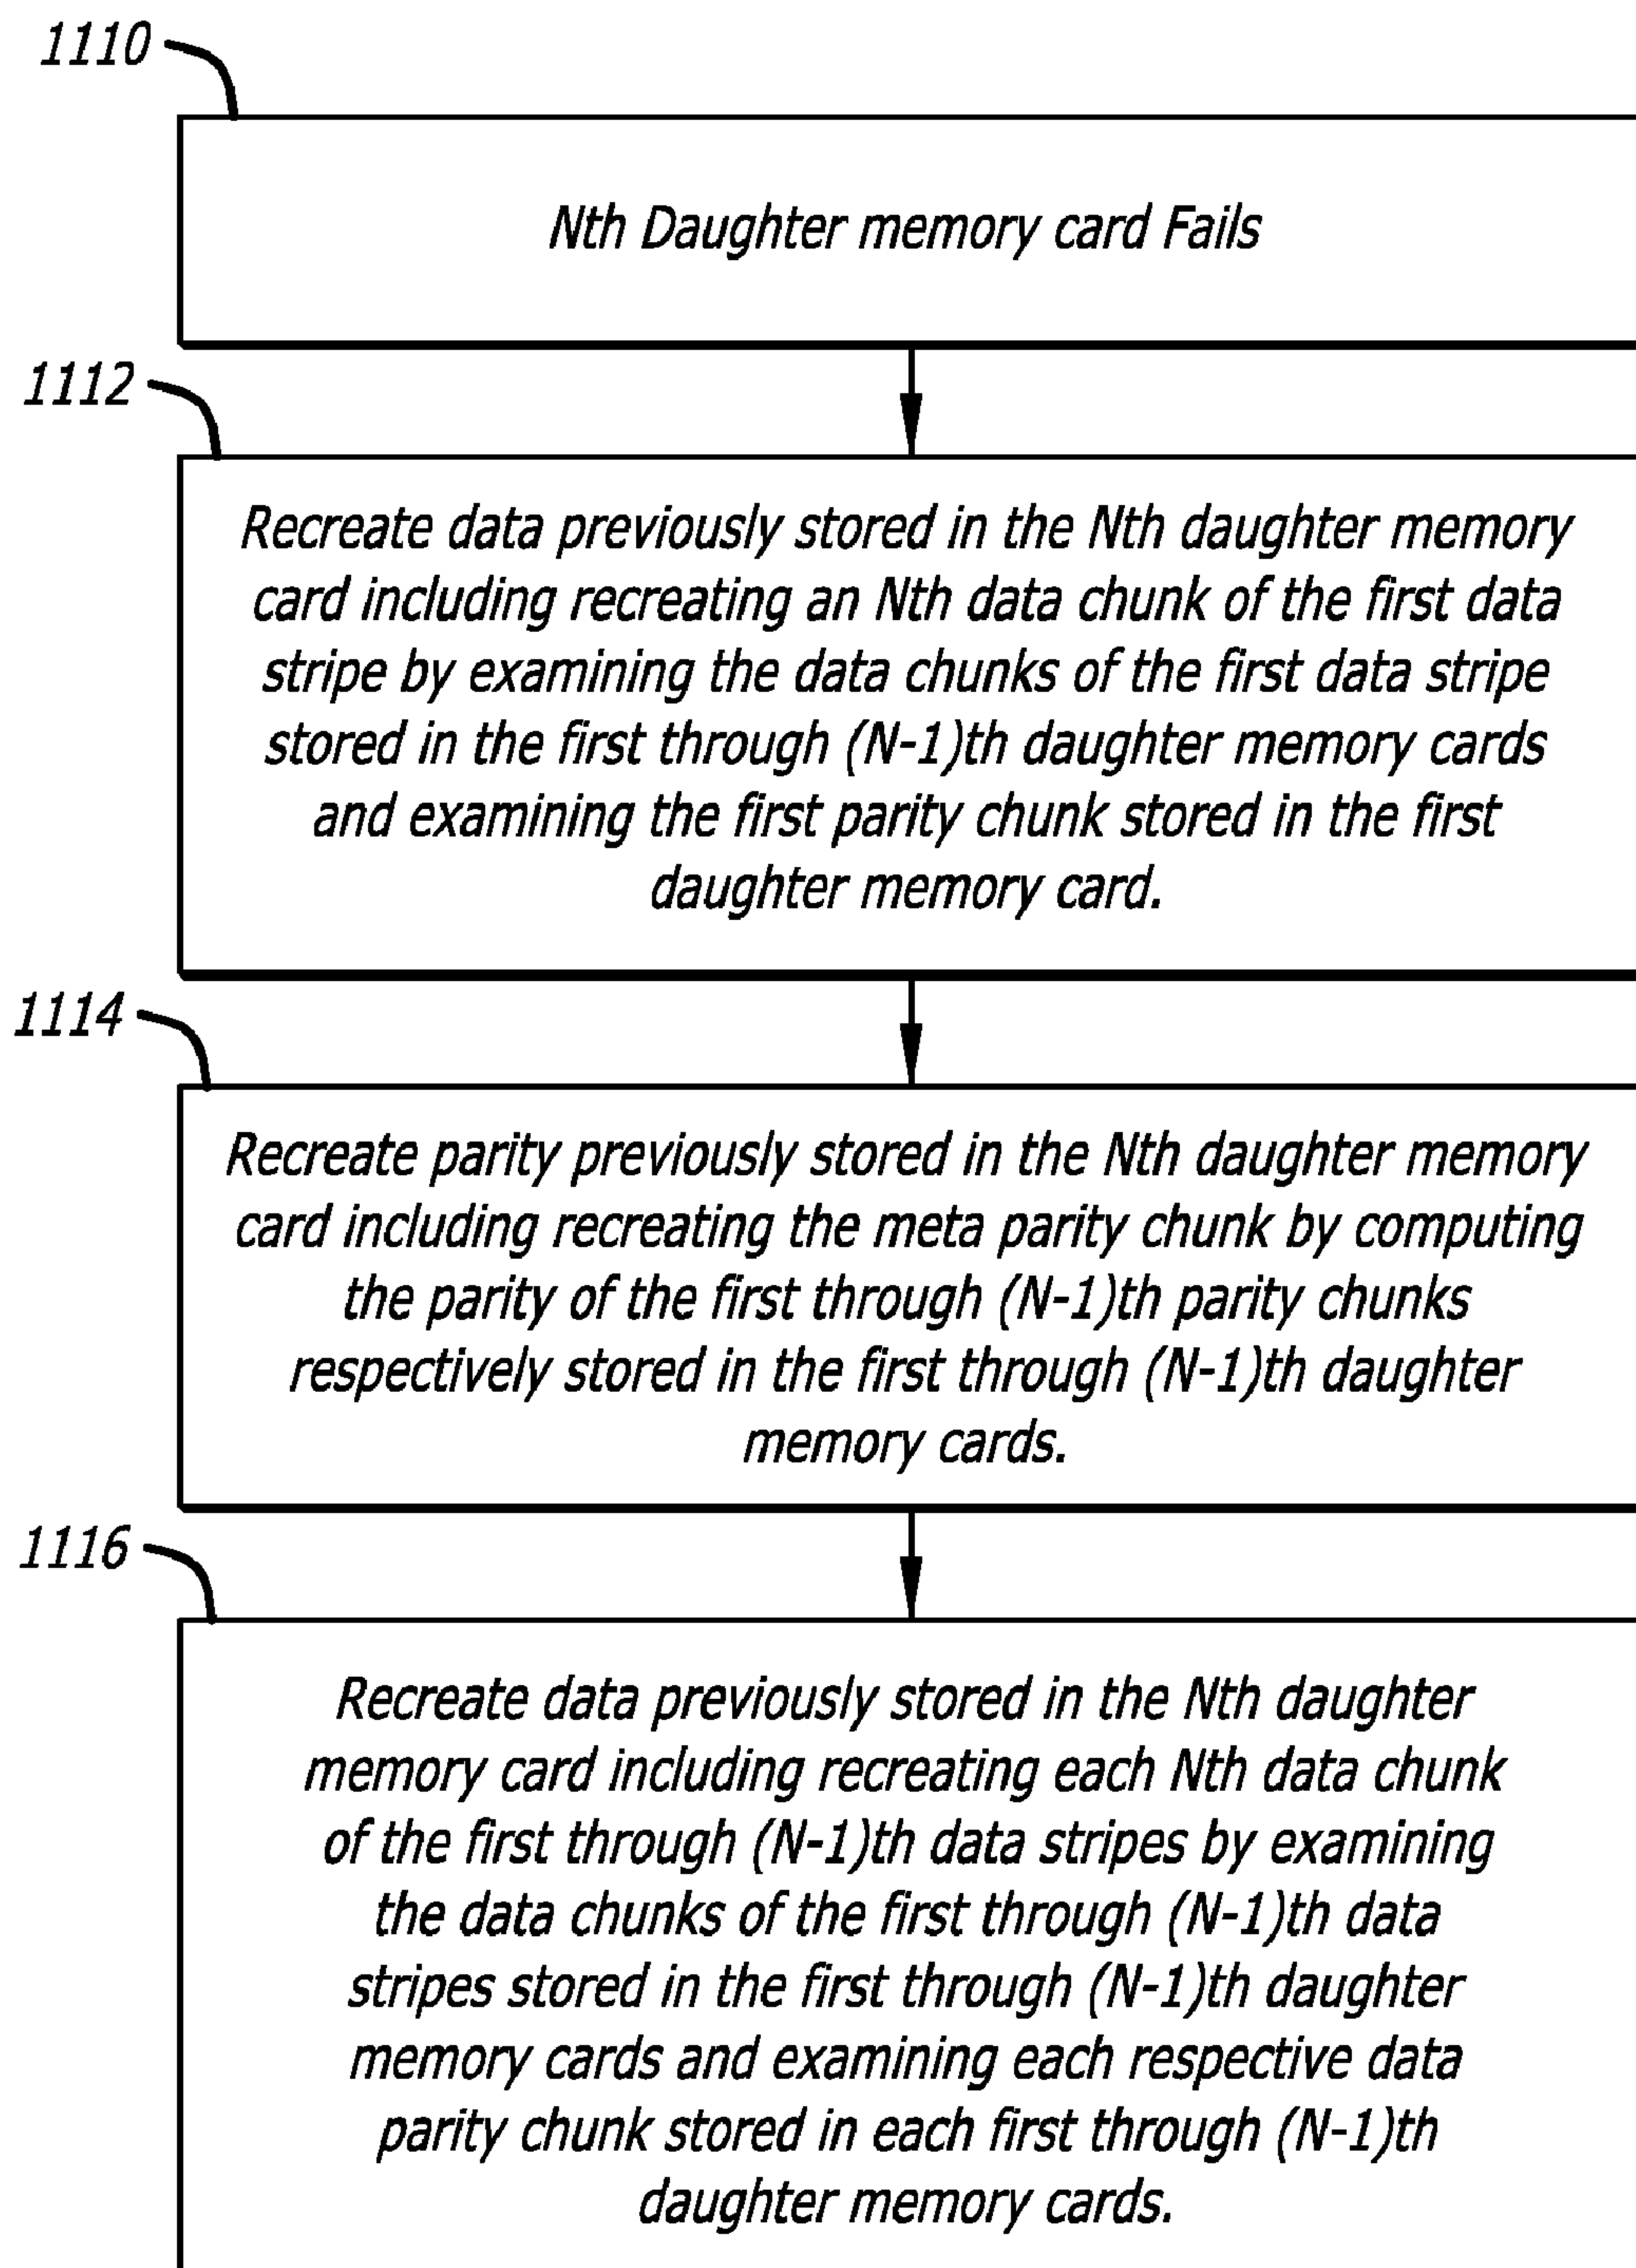 1110
Nth Daughter memory card Fails
1112
Recreate data previously stored in the Nth daughter memory
card including recreating an Nth data chunk of the first data
stripe by examining the data chunks of the first data stripe
stored in the first through (N-1)th daughter memory cards
and examining the first parity chunk stored in the first
daughter memory card.
1114
Recreate parity previously stored in the Nth daughter memory
card including recreating the meta parity chunk by computing
the parity of the first through (N-1)th parity chunks
respectively stored in the first through (N-1)th daughter
memory cards.
1116
Recreate data previously stored in the Nth daughter
memory card including recreating each Nth data chunk
of the first through (N-1)th data stripes by examining
the data chunks of the first through (N-1)th data
stripes stored in the first through (N-1)th daughter
memory cards and examining each respective data
parity chunk stored in each first through (N-1)th
daughter memory cards.